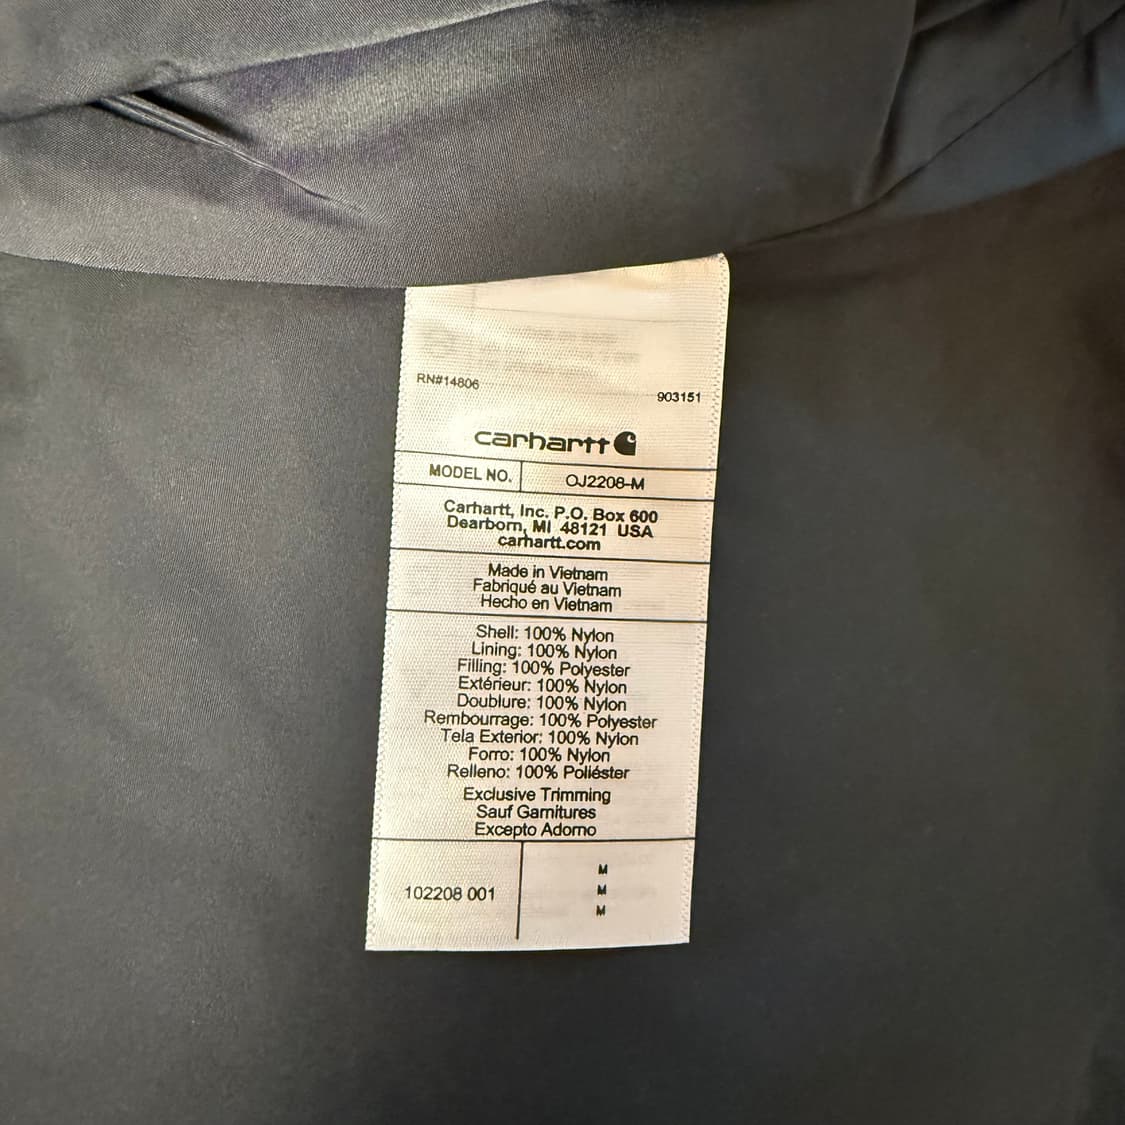 RN#14806
903151
carhartt
MODEL NO. OJ2208-M
Carhartt, Inc. P.O. Box 600
Dearborn, MI 48121 USA
carhartt.com
Made in Vietnam
Fabriqué au Vietnam
Hecho en Vietnam
Shell: 100% Nylon
Lining: 100% Nylon
Filling: 100% Polyester
Extérieur: 100% Nylon
Doublure: 100% Nylon
Rembourrage: 100% Polyester
Tela Exterior: 100% Nylon
Forro: 100% Nylon
Relleno: 100% Poliéster
Exclusive Trimming
Sauf Garnitures
Excepto Adorno
M
102208 001 M
M